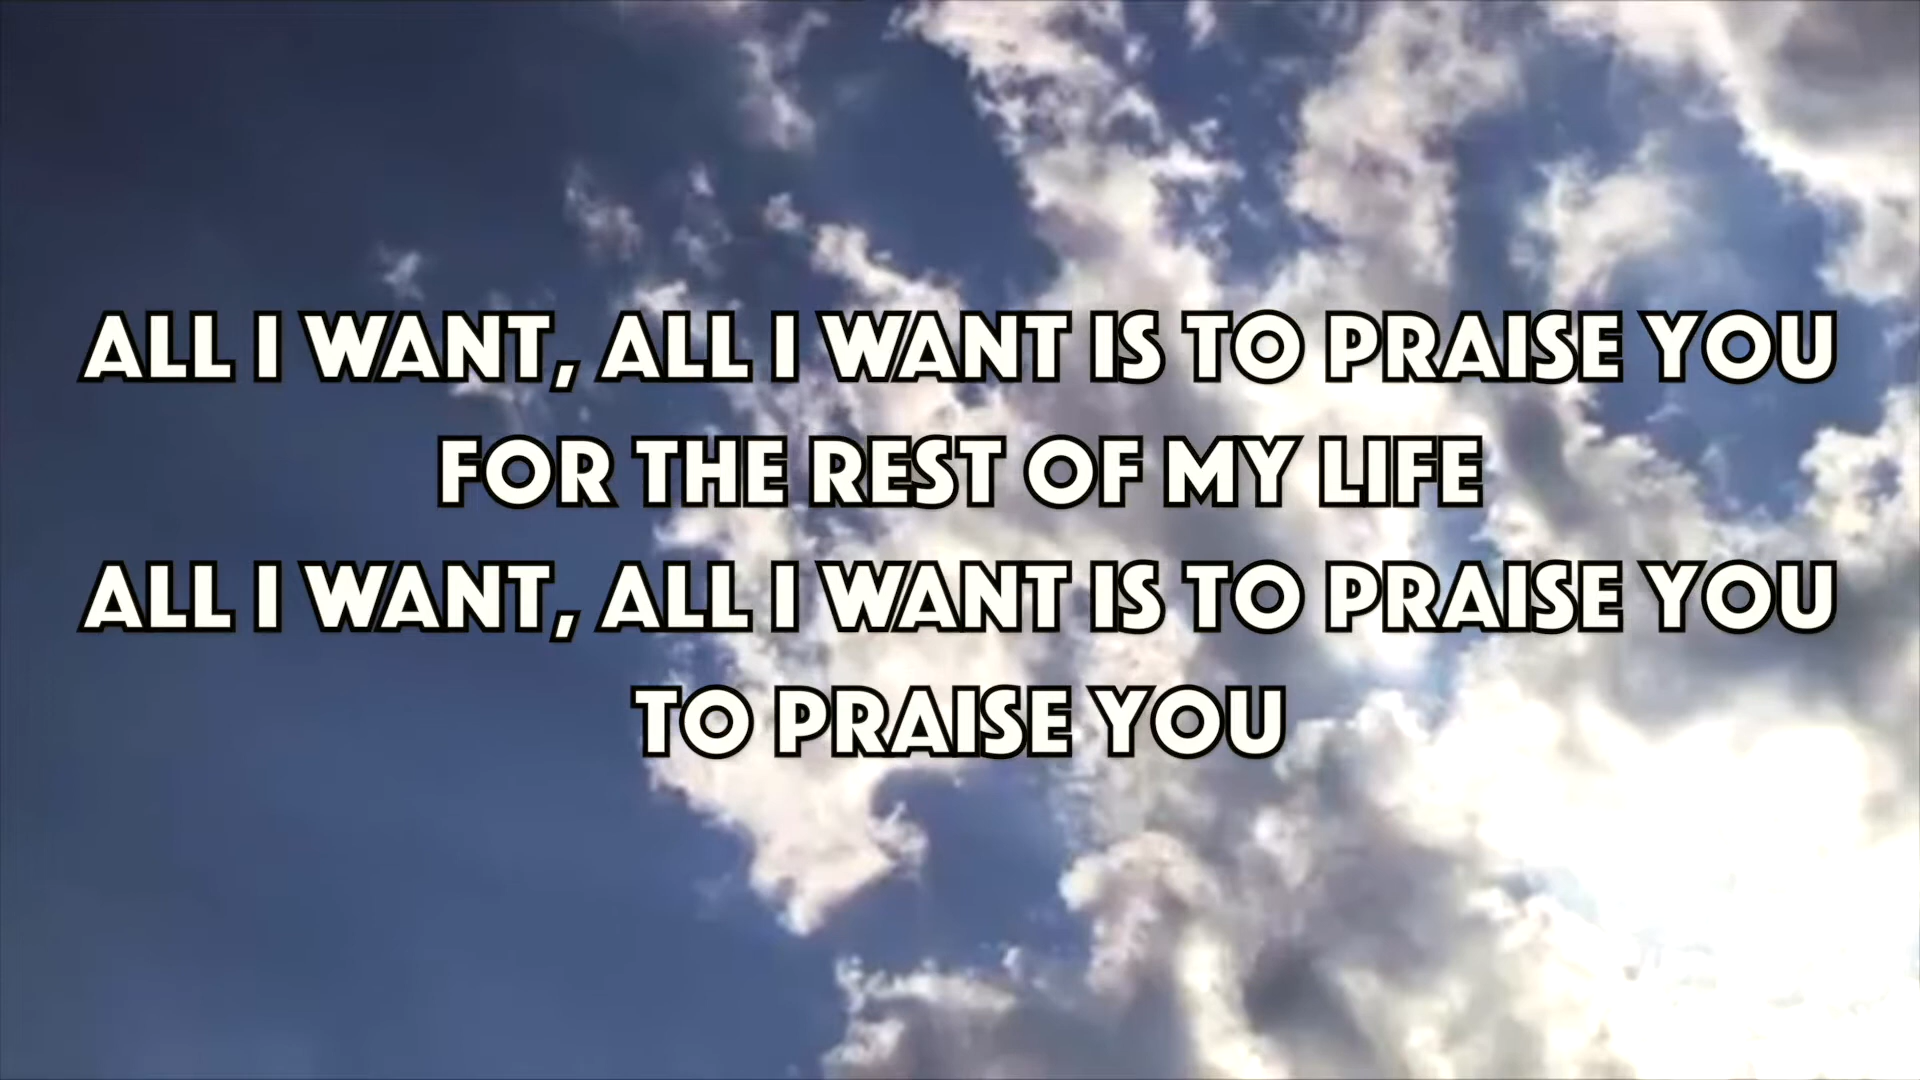 ALL I WANT, ALL I WANT IS TO PRAISE YOU
FOR THE REST OF MY LIFE
ALL I WANT, ALL I WANT IS TO PRAISE YOU
TO PRAISE YOU